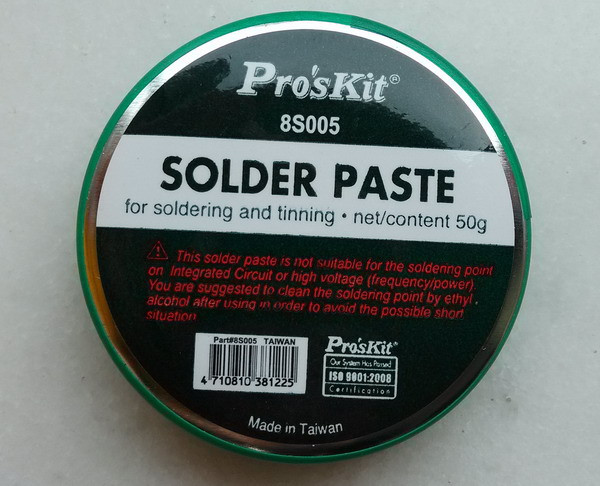 Pro'sKit®
8S005
SOLDER PASTE
for soldering and tinning • net/content 50g
This solder paste is not suitable for the soldering point
on Integrated Circuit or high voltage (frequency/power).
You are suggested to clean the soldering point by ethyl
alcohol after using in order to avoid the possible short
situation
Part#8S005 TAIWAN
4 710810 381225
Pro'sKit®
Our System Has Passed
ISO 9001:2008
Certification
Made in Taiwan